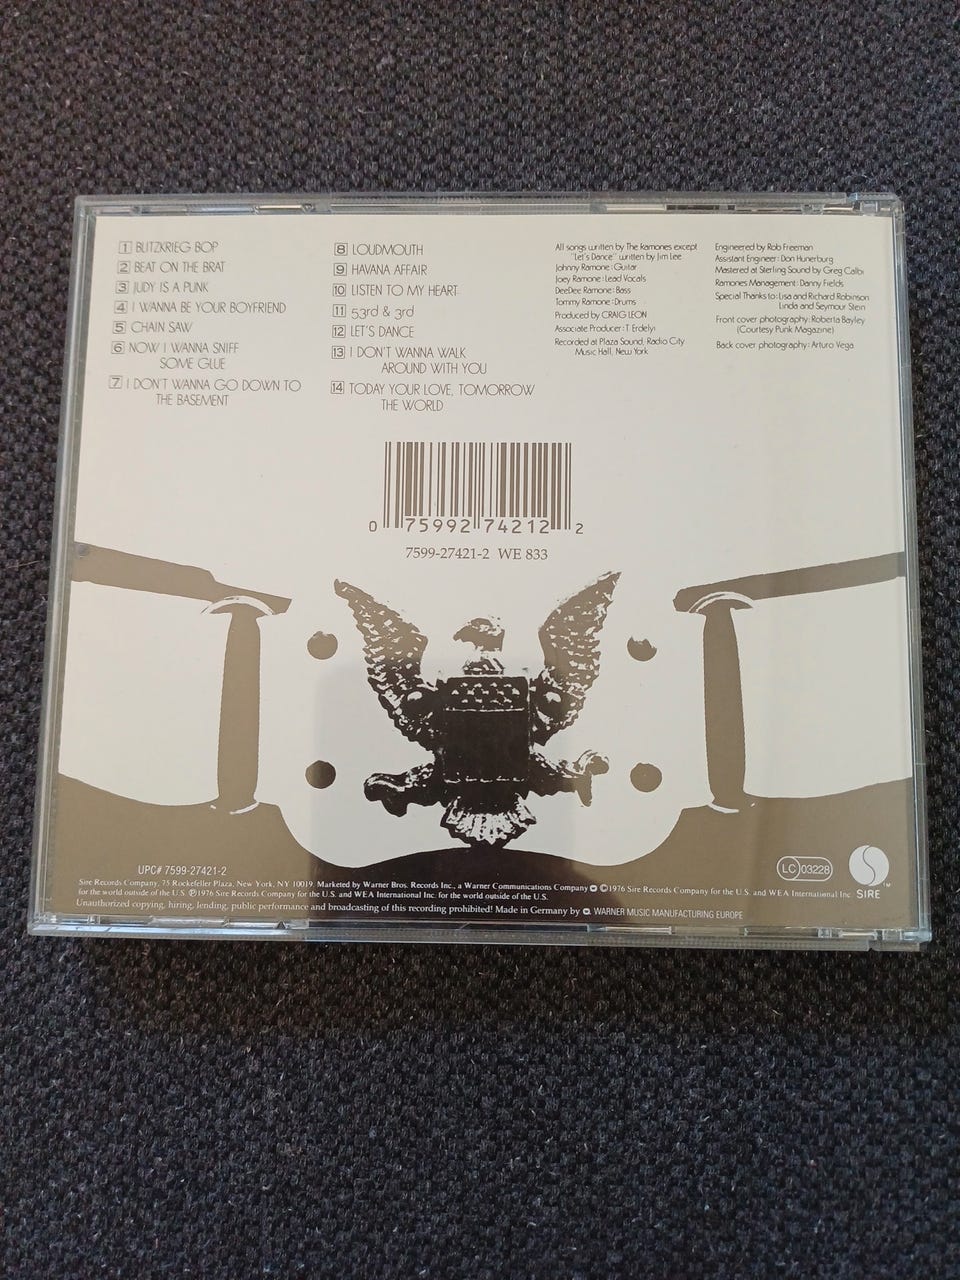 1 BLITZKRIEG BOP
2 BEAT ON THE BRAT
3 JUDY IS A PUNK
4 I WANNA BE YOUR BOYFRIEND
5 CHAIN SAW
6 NOW I WANNA SNIFF
SOME GLUE
7 I DON'T WANNA GO DOWN TO
THE BASEMENT
8 LOUDMOUTH
9 HAVANA AFFAIR
10 LISTEN TO MY HEART
11 53rd & 3rd
12 LET'S DANCE
13 I DON'T WANNA WALK
AROUND WITH YOU
14 TODAY YOUR LOVE, TOMORROW
THE WORLD
All songs written by The Ramones except
"Let's Dance" written by Jim Lee
Johnny Ramone: Guitar
Joey Ramone: Lead Vocals
DeeDee Ramone: Bass
Tommy Ramone: Drums
Produced by CRAIG LEON
Associate Producer: T. Erdelyi
Recorded at Plaza Sound, Radio City
Music Hall, New York
Engineered by Rob Freeman
Assistant Engineer: Don Hunerburg
Mastered at Sterling Sound by Greg Calbi
Ramones Management: Danny Fields
Special Thanks to: Lisa and Richard Robinson
Linda and Seymour Stein
Front cover photography: Roberta Bayley
(Courtesy Punk Magazine)
Back cover photography: Arturo Vega
0 75992 74212 2
7599-27421-2 WE 833
UPC# 7599-27421-2
LC 03228
SIRE™
Sire Records Company, 75 Rockefeller Plaza, New York, NY 10019. Marketed by Warner Bros. Records Inc., a Warner Communications Company ©1976 Sire Records Company for the U.S. and WEA International Inc.
for the world outside of the U.S. ℗1976 Sire Records Company for the U.S. and WEA International Inc. for the world outside of the U.S.
Unauthorized copying, hiring, lending, public performance and broadcasting of this recording prohibited! Made in Germany by WARNER MUSIC MANUFACTURING EUROPE